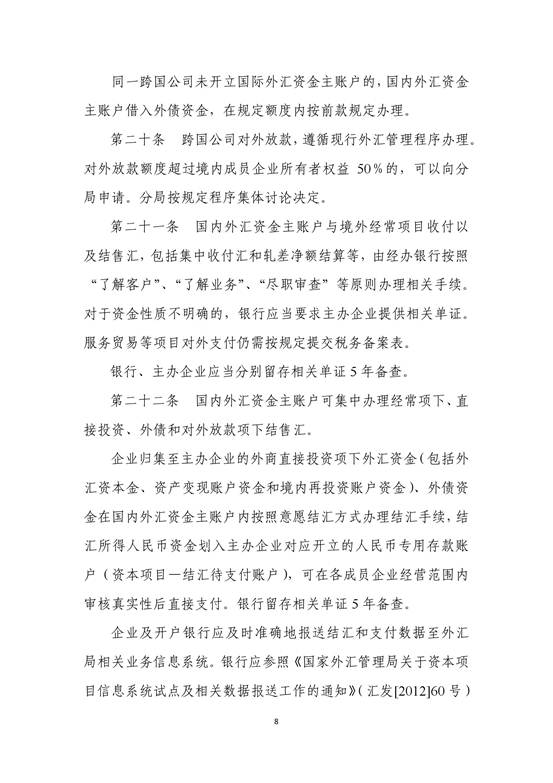 同一跨国公司未开立国际外汇资金主账户的，国内外汇资金
主账户借入外债资金，在规定额度内按前款规定办理。
第二十条　跨国公司对外放款，遵循现行外汇管理程序办理。
对外放款额度超过境内成员企业所有者权益 50%的，可以向分
局申请。分局按规定程序集体讨论决定。
第二十一条　国内外汇资金主账户与境外经常项目收付以
及结售汇，包括集中收付汇和轧差净额结算等，由经办银行按照
“了解客户”、“了解业务”、“尽职审查” 等原则办理相关手续。
对于资金性质不明确的，银行应当要求主办企业提供相关单证。
服务贸易等项目对外支付仍需按规定提交税务备案表。
银行、主办企业应当分别留存相关单证 5 年备查。
第二十二条　国内外汇资金主账户可集中办理经常项下、直
接投资、外债和对外放款项下结售汇。
企业归集至主办企业的外商直接投资项下外汇资金（包括外
汇资本金、资产变现账户资金和境内再投资账户资金）、外债资
金在国内外汇资金主账户内按照意愿结汇方式办理结汇手续，结
汇所得人民币资金划入主办企业对应开立的人民币专用存款账
户（资本项目—结汇待支付账户），可在各成员企业经营范围内
审核真实性后直接支付。银行留存相关单证 5 年备查。
企业及开户银行应及时准确地报送结汇和支付数据至外汇
局相关业务信息系统。银行应参照《国家外汇管理局关于资本项
目信息系统试点及相关数据报送工作的通知》（汇发[2012]60 号）
8